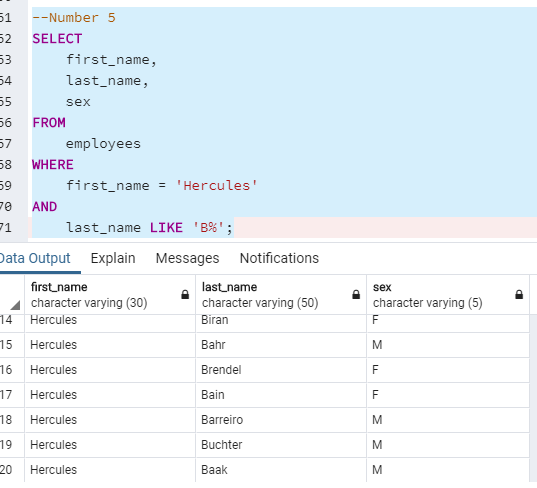 61 --Number 5
62 SELECT
63 first_name,
64 last_name,
65 sex
66 FROM
67 employees
68 WHERE
69 first_name = 'Hercules'
70 AND
71 last_name LIKE 'B%';
Data Output Explain Messages Notifications
first_name last_name sex
character varying (30) character varying (50) character varying (5)
14 Hercules Biran F
15 Hercules Bahr M
16 Hercules Brendel F
17 Hercules Bain F
18 Hercules Barreiro M
19 Hercules Buchter M
20 Hercules Baak M